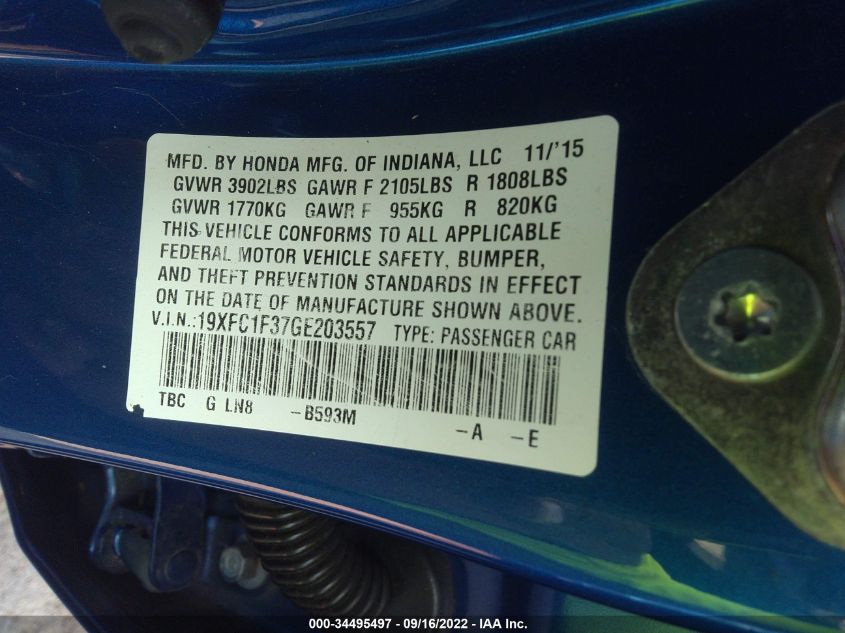 MFD. BY HONDA MFG. OF INDIANA, LLC 11/'15
GVWR 3902LBS GAWR F 2105LBS R 1808LBS
GVWR 1770KG GAWR F 955KG R 820KG
THIS VEHICLE CONFORMS TO ALL APPLICABLE
FEDERAL MOTOR VEHICLE SAFETY, BUMPER,
AND THEFT PREVENTION STANDARDS IN EFFECT
ON THE DATE OF MANUFACTURE SHOWN ABOVE.
V.I.N.:19XFC1F37GE203557 TYPE: PASSENGER CAR
TBC G LN8 -B593M
-A -E
000-34495497 - 09/16/2022 - IAA Inc.